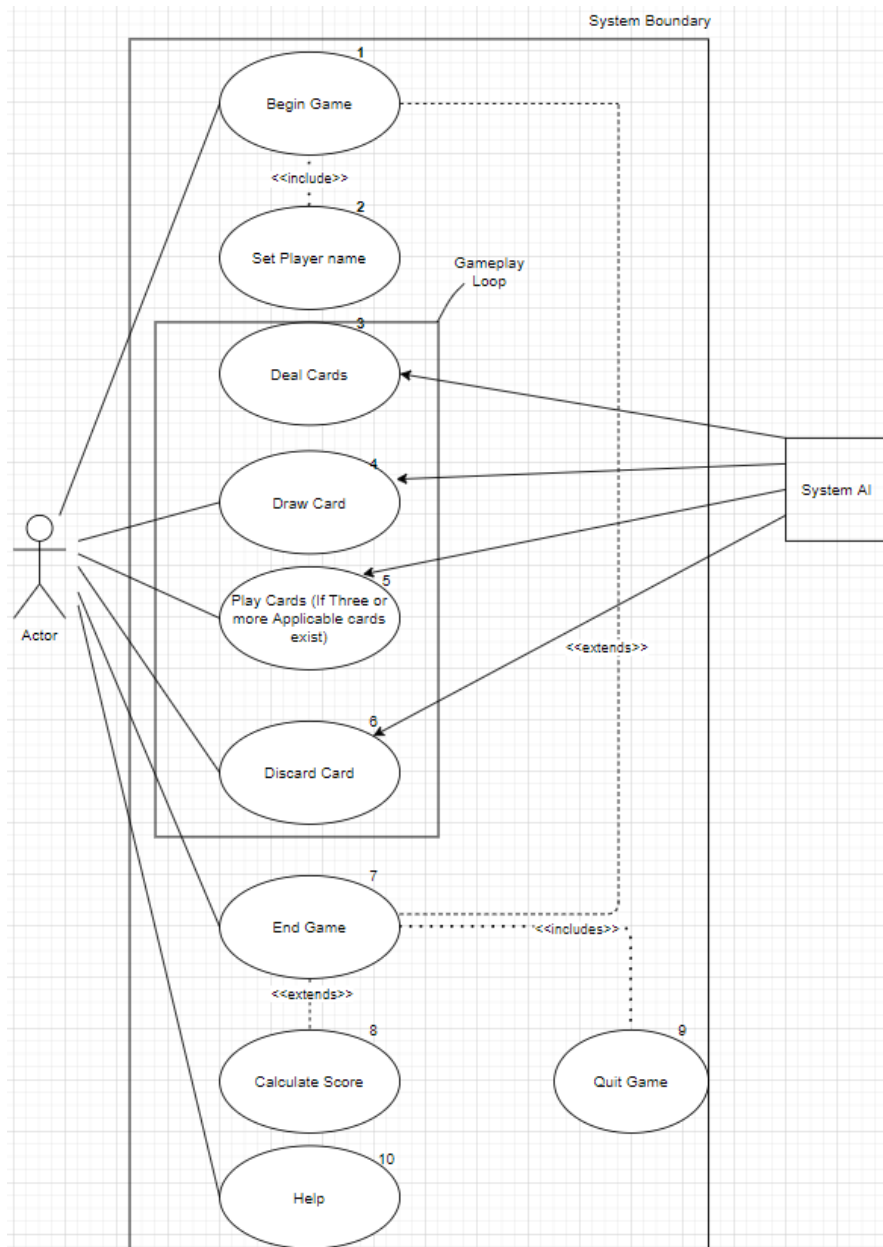 System Boundary
1
Begin Game
<<include>>
2
Set Player name
Gameplay
Loop
3
Deal Cards
4
Draw Card
System AI
5
Play Cards (If Three or
more Applicable cards
exist)
Actor
<<extends>>
6
Discard Card
7
End Game
<<includes>>
<<extends>>
8
Calculate Score
9
Quit Game
10
Help